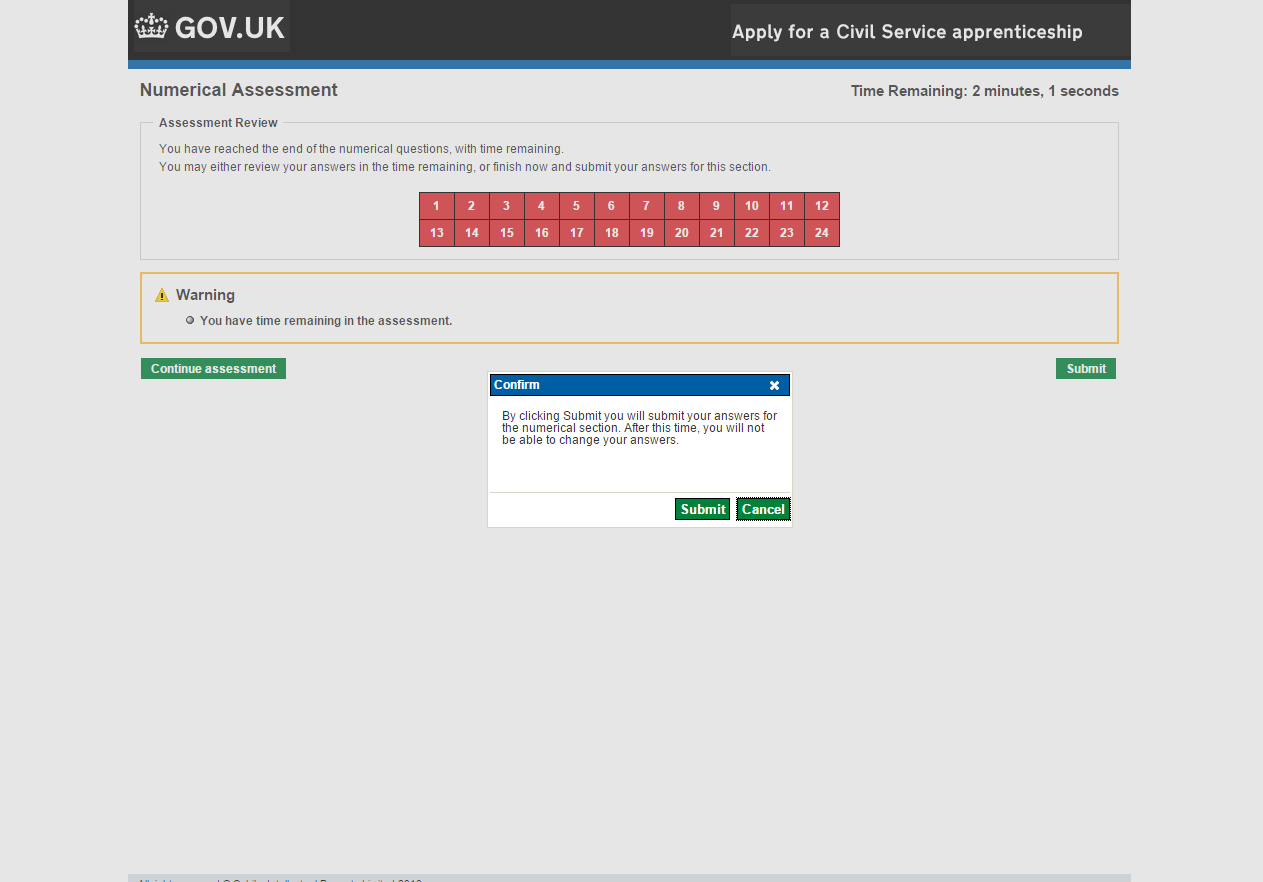 GOV.UK
Apply for a Civil Service apprenticeship
Numerical Assessment
Time Remaining: 2 minutes, 1 seconds
Assessment Review
You have reached the end of the numerical questions, with time remaining.
You may either review your answers in the time remaining, or finish now and submit your answers for this section.
1 2 3 4 5 6 7 8 9 10 11 12
13 14 15 16 17 18 19 20 21 22 23 24
Warning
You have time remaining in the assessment.
Continue assessment
Submit
Confirm
By clicking Submit you will submit your answers for
the numerical section. After this time, you will not
be able to change your answers.
Submit
Cancel